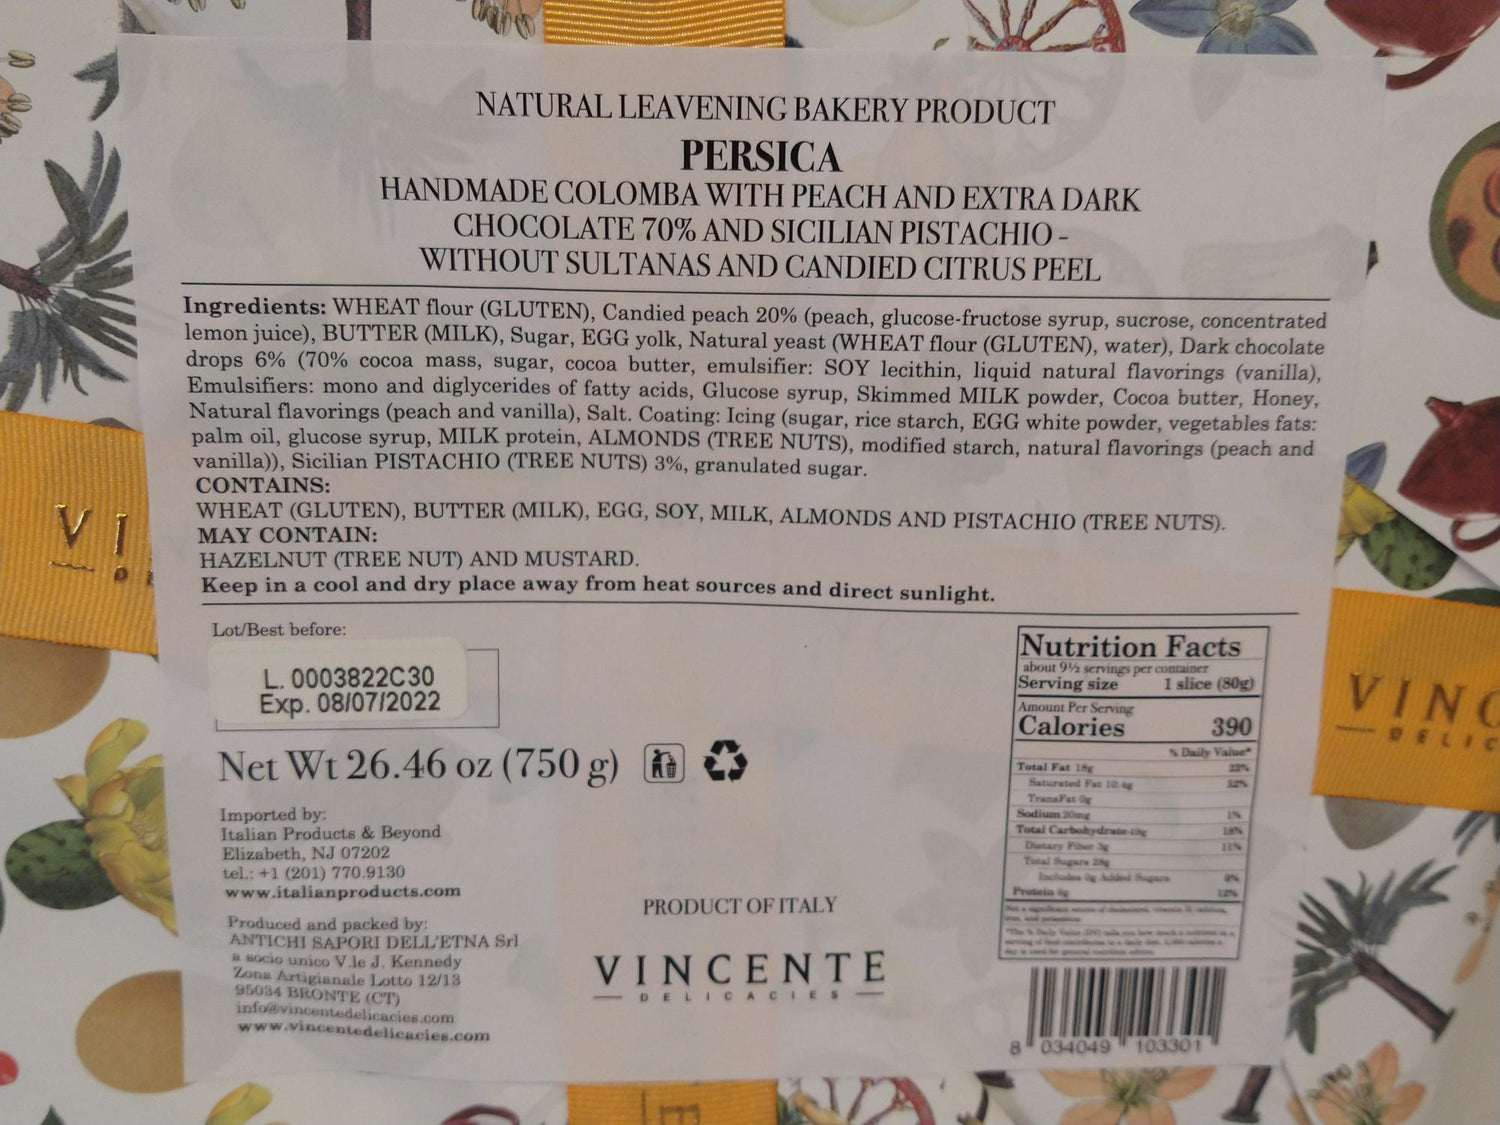 NATURAL LEAVENING BAKERY PRODUCT
PERSICA
HANDMADE COLOMBA WITH PEACH AND EXTRA DARK
CHOCOLATE 70% AND SICILIAN PISTACHIO -
WITHOUT SULTANAS AND CANDIED CITRUS PEEL
Ingredients: WHEAT flour (GLUTEN), Candied peach 20% (peach, glucose-fructose syrup, sucrose, concentrated
lemon juice), BUTTER (MILK), Sugar, EGG yolk, Natural yeast (WHEAT flour (GLUTEN), water), Dark chocolate
drops 6% (70% cocoa mass, sugar, cocoa butter, emulsifier: SOY lecithin, liquid natural flavorings (vanilla),
Emulsifiers: mono and diglycerides of fatty acids, Glucose syrup, Skimmed MILK powder, Cocoa butter, Honey,
Natural flavorings (peach and vanilla), Salt. Coating: Icing (sugar, rice starch, EGG white powder, vegetables fats:
palm oil, glucose syrup, MILK protein, ALMONDS (TREE NUTS), modified starch, natural flavorings (peach and
vanilla)), Sicilian PISTACHIO (TREE NUTS) 3%, granulated sugar.
CONTAINS:
WHEAT (GLUTEN), BUTTER (MILK), EGG, SOY, MILK, ALMONDS AND PISTACHIO (TREE NUTS).
MAY CONTAIN:
HAZELNUT (TREE NUT) AND MUSTARD.
Keep in a cool and dry place away from heat sources and direct sunlight.
Lot/Best before:
L. 0003822C30
Exp. 08/07/2022
Net Wt 26.46 oz (750 g)
Imported by:
Italian Products & Beyond
Elizabeth, NJ 07202
tel.: +1 (201) 770.9130
www.italianproducts.com
Produced and packed by:
ANTICHI SAPORI DELL'ETNA Srl
a socio unico V.le J. Kennedy
Zona Artigianale Lotto 12/13
95034 BRONTE (CT)
info@vincentedelicacies.com
www.vincentedelicacies.com
PRODUCT OF ITALY
VINCENTE
DELICACIES
Nutrition Facts
about 9½ servings per container
Serving size 1 slice (80g)
Amount Per Serving
Calories 390
% Daily Value*
Total Fat 18g 23%
Saturated Fat 10.4g 52%
TransFat 0g
Sodium 20mg 1%
Total Carbohydrate 18%
Dietary Fiber 3g 11%
Total Sugars 28g
Includes 0g Added Sugars 0%
Protein 12%
8 034049 103301
VI
VINC
DELIC